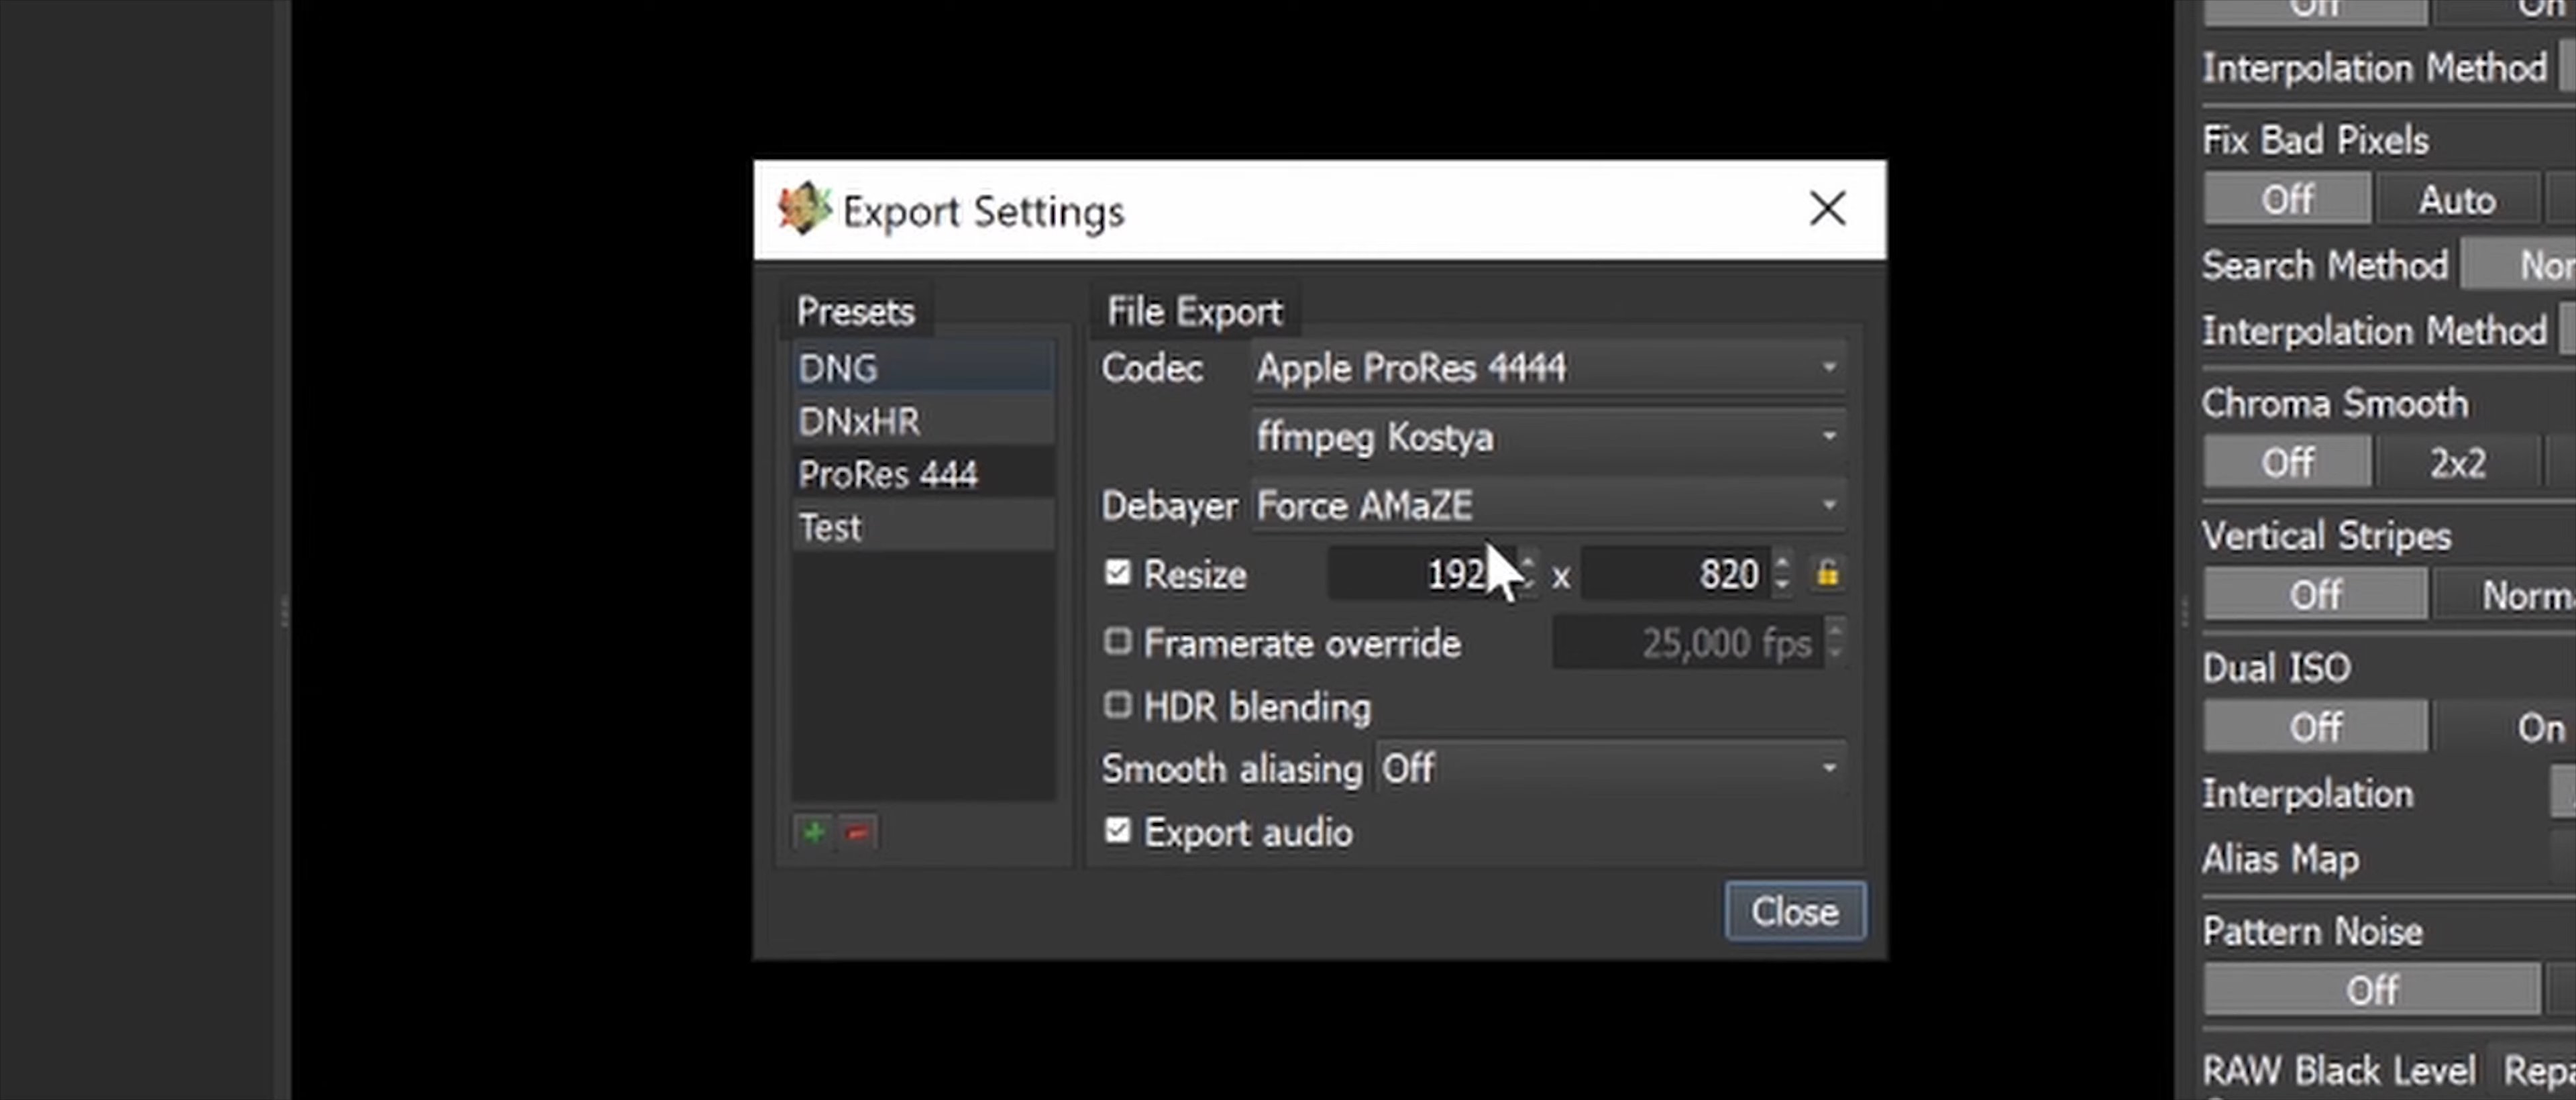 Export Settings
Presets
DNG
DNxHR
ProRes 444
Test
File Export
Codec Apple ProRes 4444
ffmpeg Kostya
Debayer Force AMaZE
Resize x 820
Framerate override 25,000 fps
HDR blending
Smooth aliasing Off
Export audio
Close
Off On
Interpolation Method
Fix Bad Pixels
Off Auto
Search Method
Interpolation Method
Chroma Smooth
Off 2x2
Vertical Stripes
Off
Dual ISO
Off On
Interpolation
Alias Map
Pattern Noise
Off
RAW Black Level